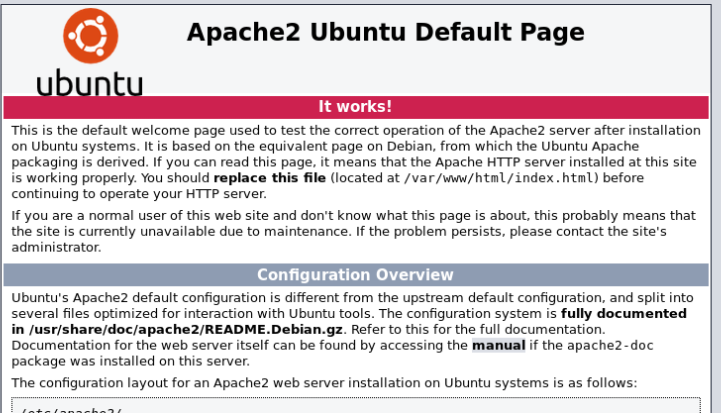 Apache2 Ubuntu Default Page
ubuntu
It works!
This is the default welcome page used to test the correct operation of the Apache2 server after installation
on Ubuntu systems. It is based on the equivalent page on Debian, from which the Ubuntu Apache
packaging is derived. If you can read this page, it means that the Apache HTTP server installed at this site
is working properly. You should replace this file (located at /var/www/html/index.html) before
continuing to operate your HTTP server.
If you are a normal user of this web site and don't know what this page is about, this probably means that
the site is currently unavailable due to maintenance. If the problem persists, please contact the site's
administrator.
Configuration Overview
Ubuntu's Apache2 default configuration is different from the upstream default configuration, and split into
several files optimized for interaction with Ubuntu tools. The configuration system is fully documented
in /usr/share/doc/apache2/README.Debian.gz. Refer to this for the full documentation.
Documentation for the web server itself can be found by accessing the manual if the apache2-doc
package was installed on this server.
The configuration layout for an Apache2 web server installation on Ubuntu systems is as follows:
/etc/apache2/